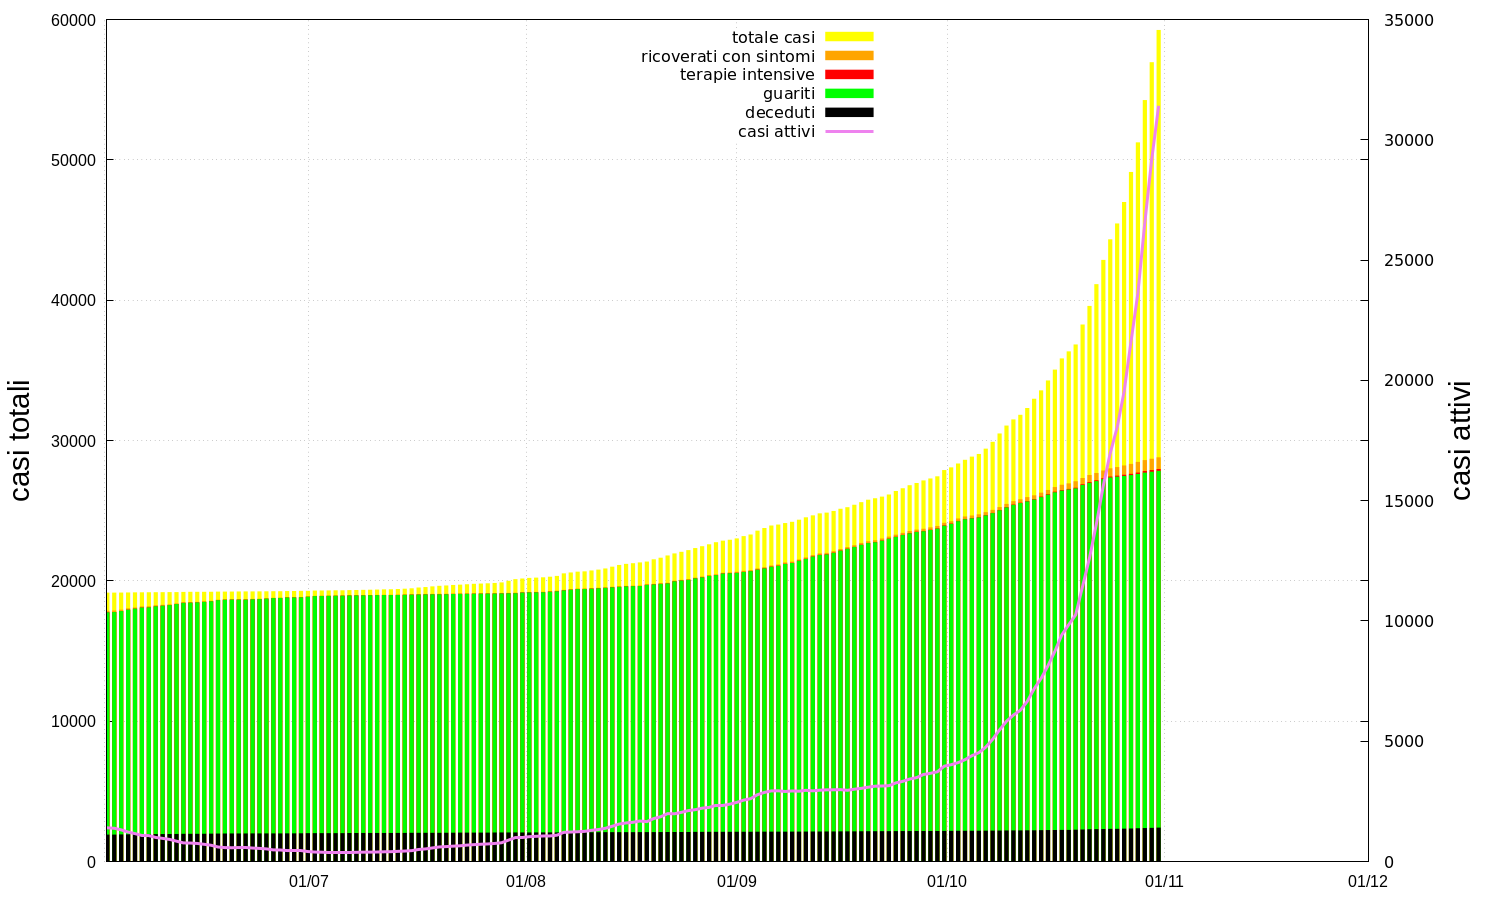 60000
50000
40000
30000
20000
10000
0
casi totali
totale casi
ricoverati con sintomi
terapie intensive
guariti
deceduti
casi attivi
35000
30000
25000
20000
15000
10000
5000
0
casi attivi
01/07
01/08
01/09
01/10
01/11
01/12